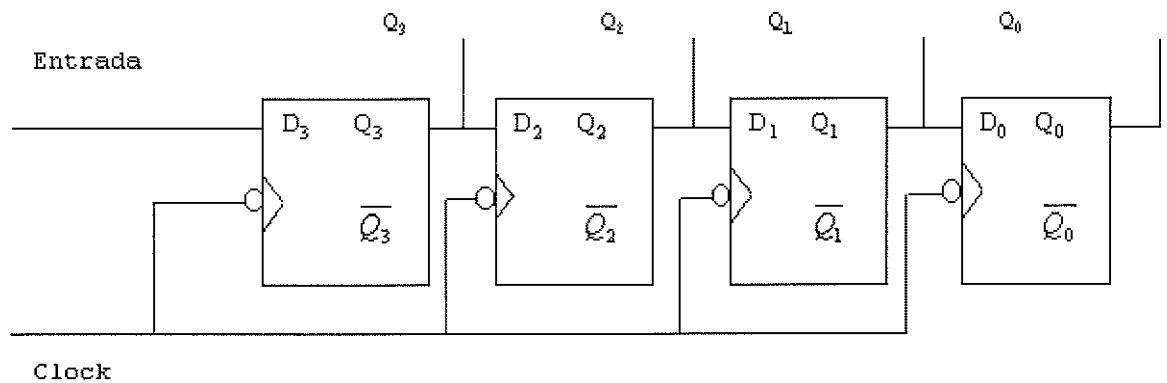 Q₃ Q₂ Q₁ Q₀
Entrada
D₃ Q₃ D₂ Q₂ D₁ Q₁ D₀ Q₀
Q̅₃ Q̅₂ Q̅₁ Q̅₀
Clock